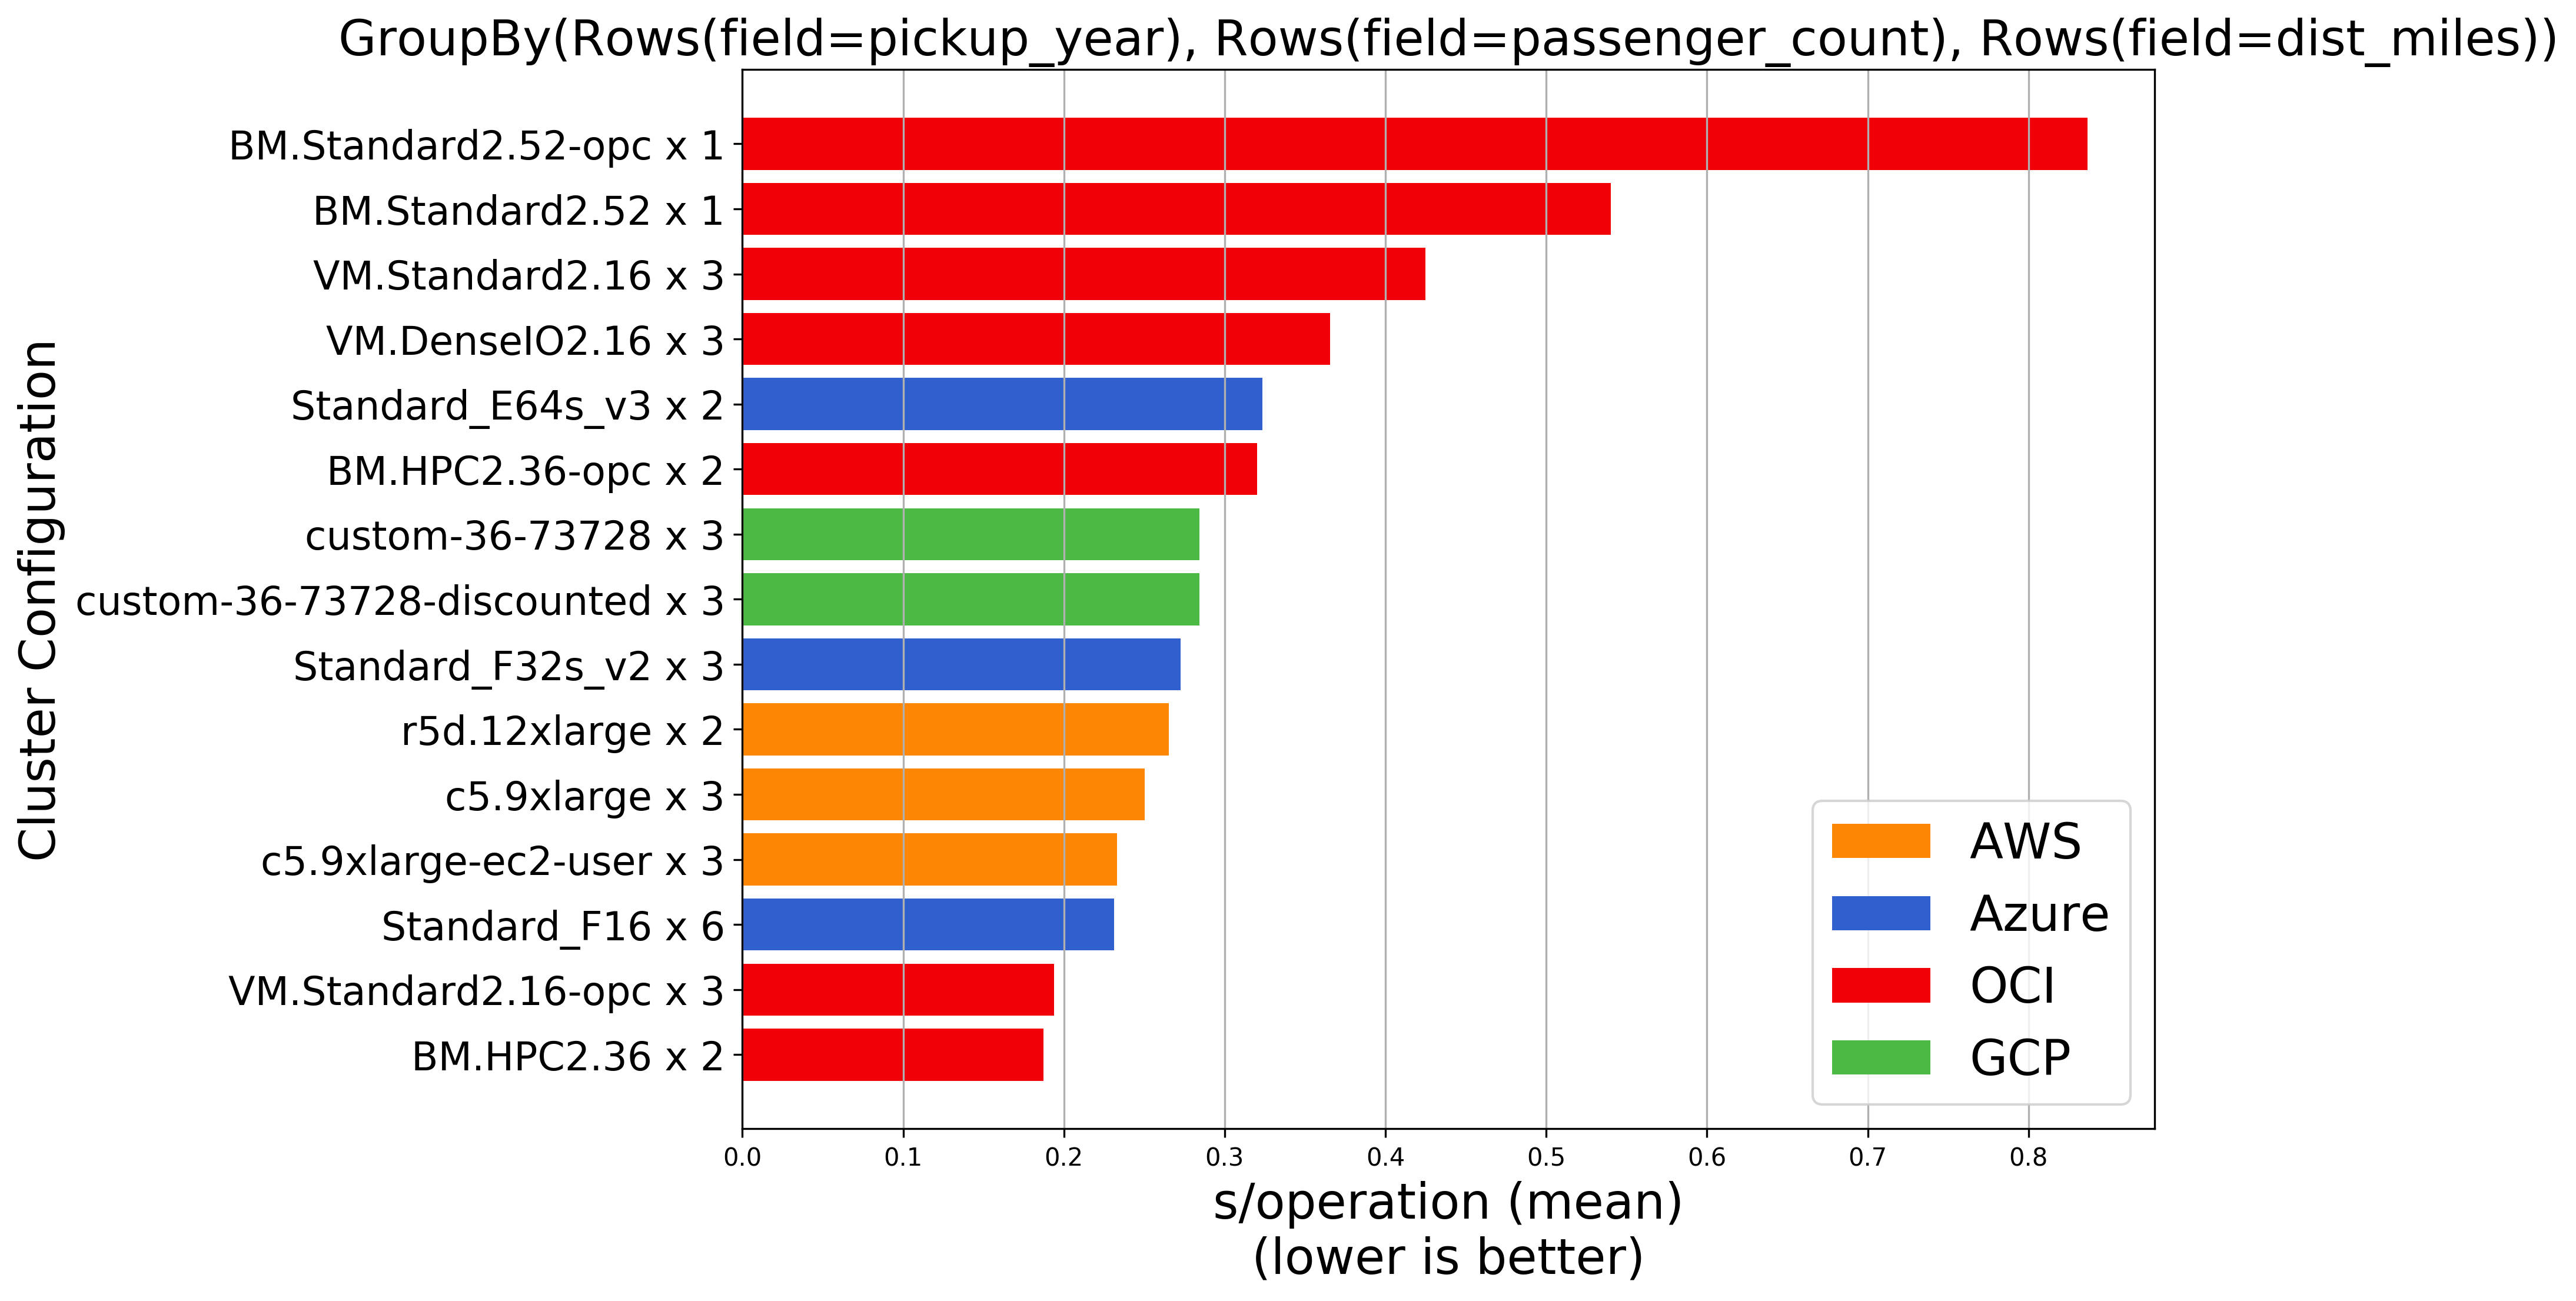 GroupBy(Rows(field=pickup_year), Rows(field=passenger_count), Rows(field=dist_miles))
Cluster Configuration
BM.Standard2.52-opc x 1
BM.Standard2.52 x 1
VM.Standard2.16 x 3
VM.DenseIO2.16 x 3
Standard_E64s_v3 x 2
BM.HPC2.36-opc x 2
custom-36-73728 x 3
custom-36-73728-discounted x 3
Standard_F32s_v2 x 3
r5d.12xlarge x 2
c5.9xlarge x 3
c5.9xlarge-ec2-user x 3
Standard_F16 x 6
VM.Standard2.16-opc x 3
BM.HPC2.36 x 2
AWS
Azure
OCI
GCP
0.0 0.1 0.2 0.3 0.4 0.5 0.6 0.7 0.8
s/operation (mean)
(lower is better)